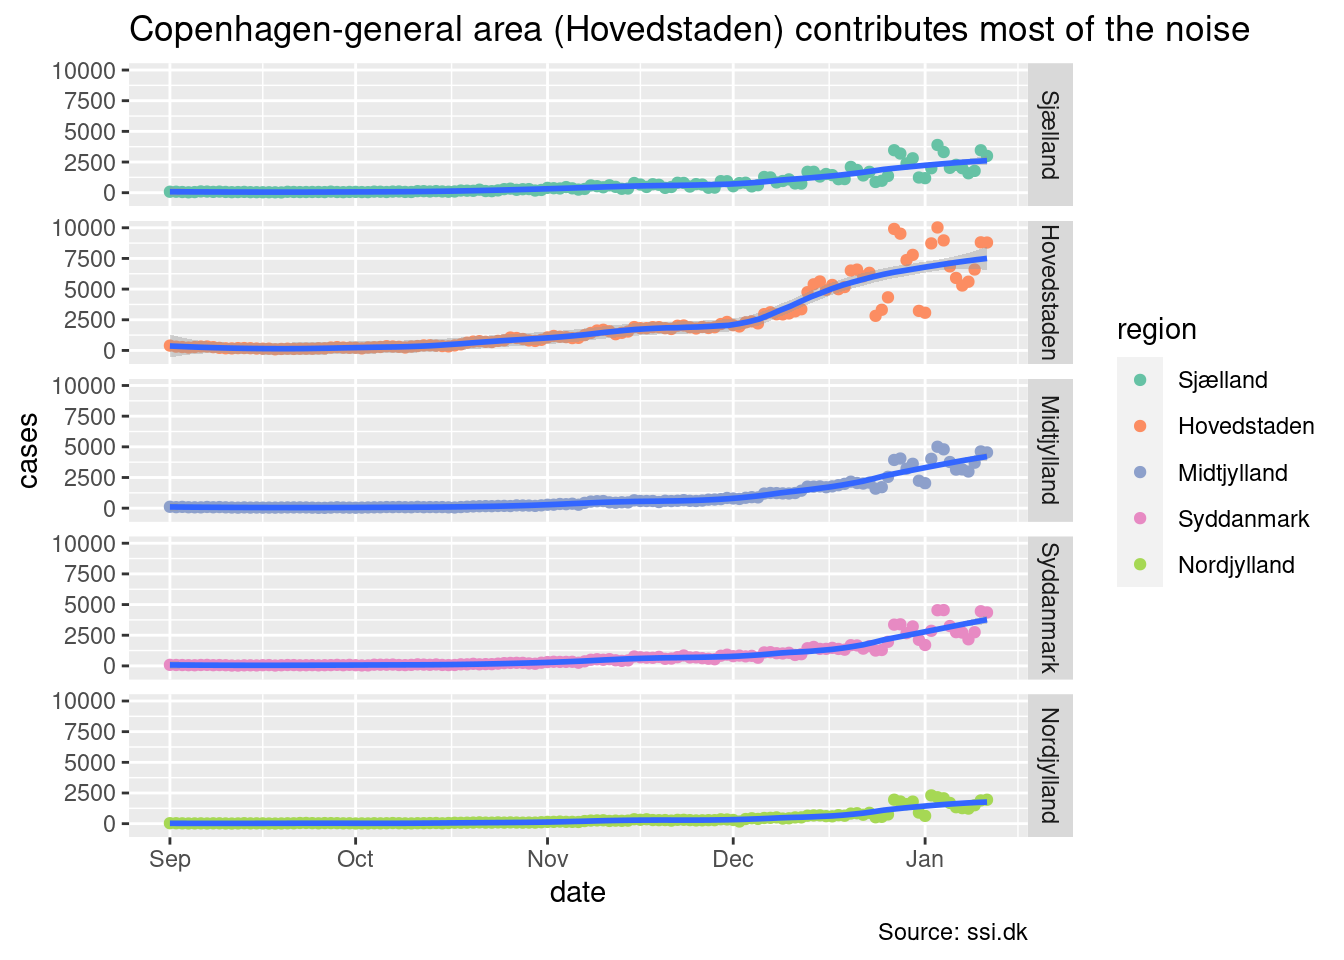 Copenhagen-general area (Hovedstaden) contributes most of the noise
10000
7500
5000
2500
0
Sjælland
10000
7500
5000
2500
0
Hovedstaden
10000
7500
5000
2500
0
Midtjylland
10000
7500
5000
2500
0
Syddanmark
10000
7500
5000
2500
0
Nordjylland
cases
Sep
Oct
Nov
Dec
Jan
date
region
Sjælland
Hovedstaden
Midtjylland
Syddanmark
Nordjylland
Source: ssi.dk